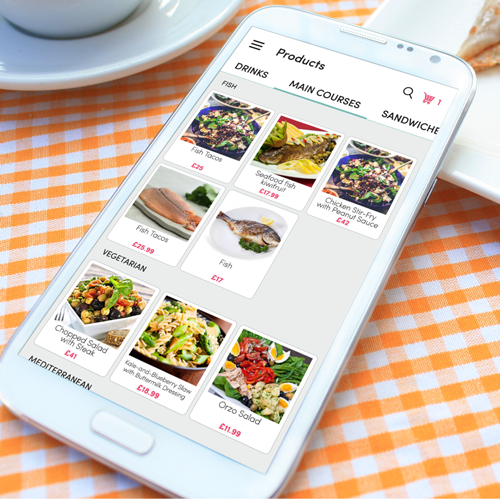 Products
1
DRINKS
MAIN COURSES
SANDWICHE
FISH
Fish Tacos
£25
Seafood fish
kiwifruit
£17.99
Chicken Stir-Fry
with Peanut Sauce
£42
Fish Tacos
£25.99
Fish
£17
VEGETARIAN
Chopped Salad
with Steak
£41
Kale-and-Blueberry Slaw
with Buttermilk Dressing
£18.99
Orzo Salad
£11.99
MEDITERRANEAN